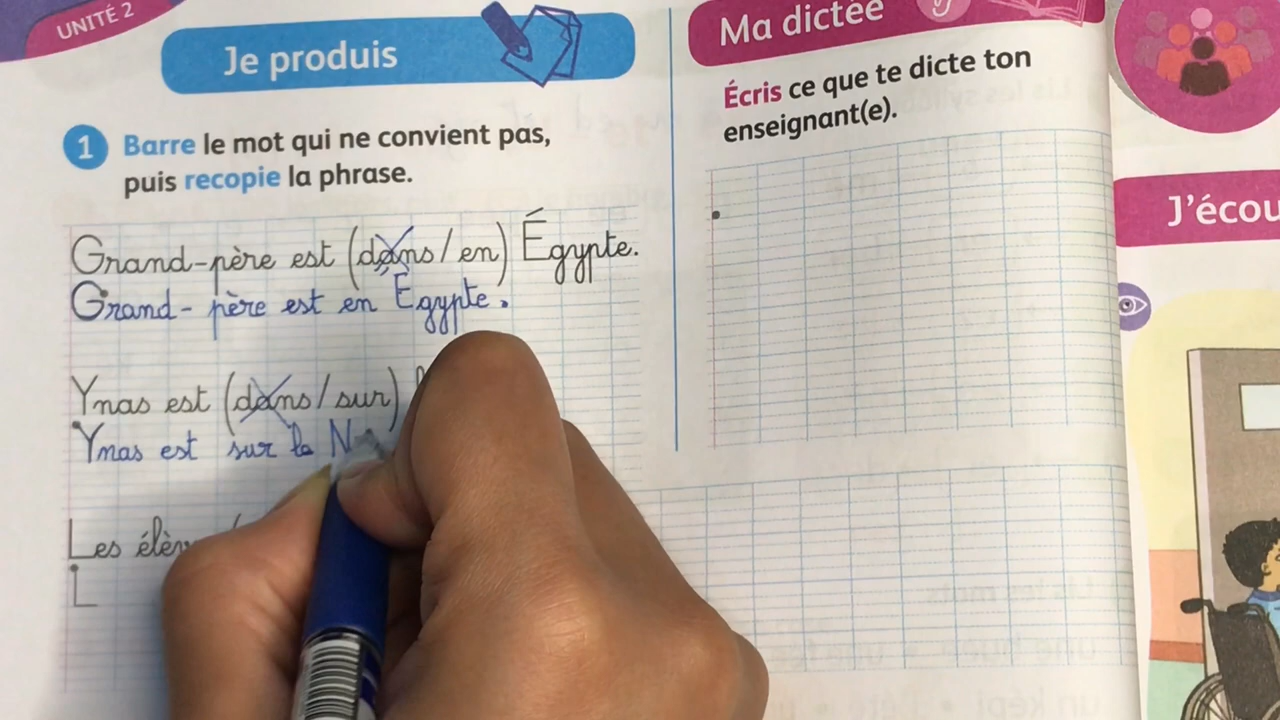 UNITÉ 2
Je produis
1 Barre le mot qui ne convient pas,
puis recopie la phrase.
Grand-père est (dans/en) Égypte.
Grand-père est en Égypte.
Ynas est (dans/sur)
Ynas est sur le N
Les élèv
L
Ma dictée
Écris ce que te dicte ton
enseignant(e).
J'écou